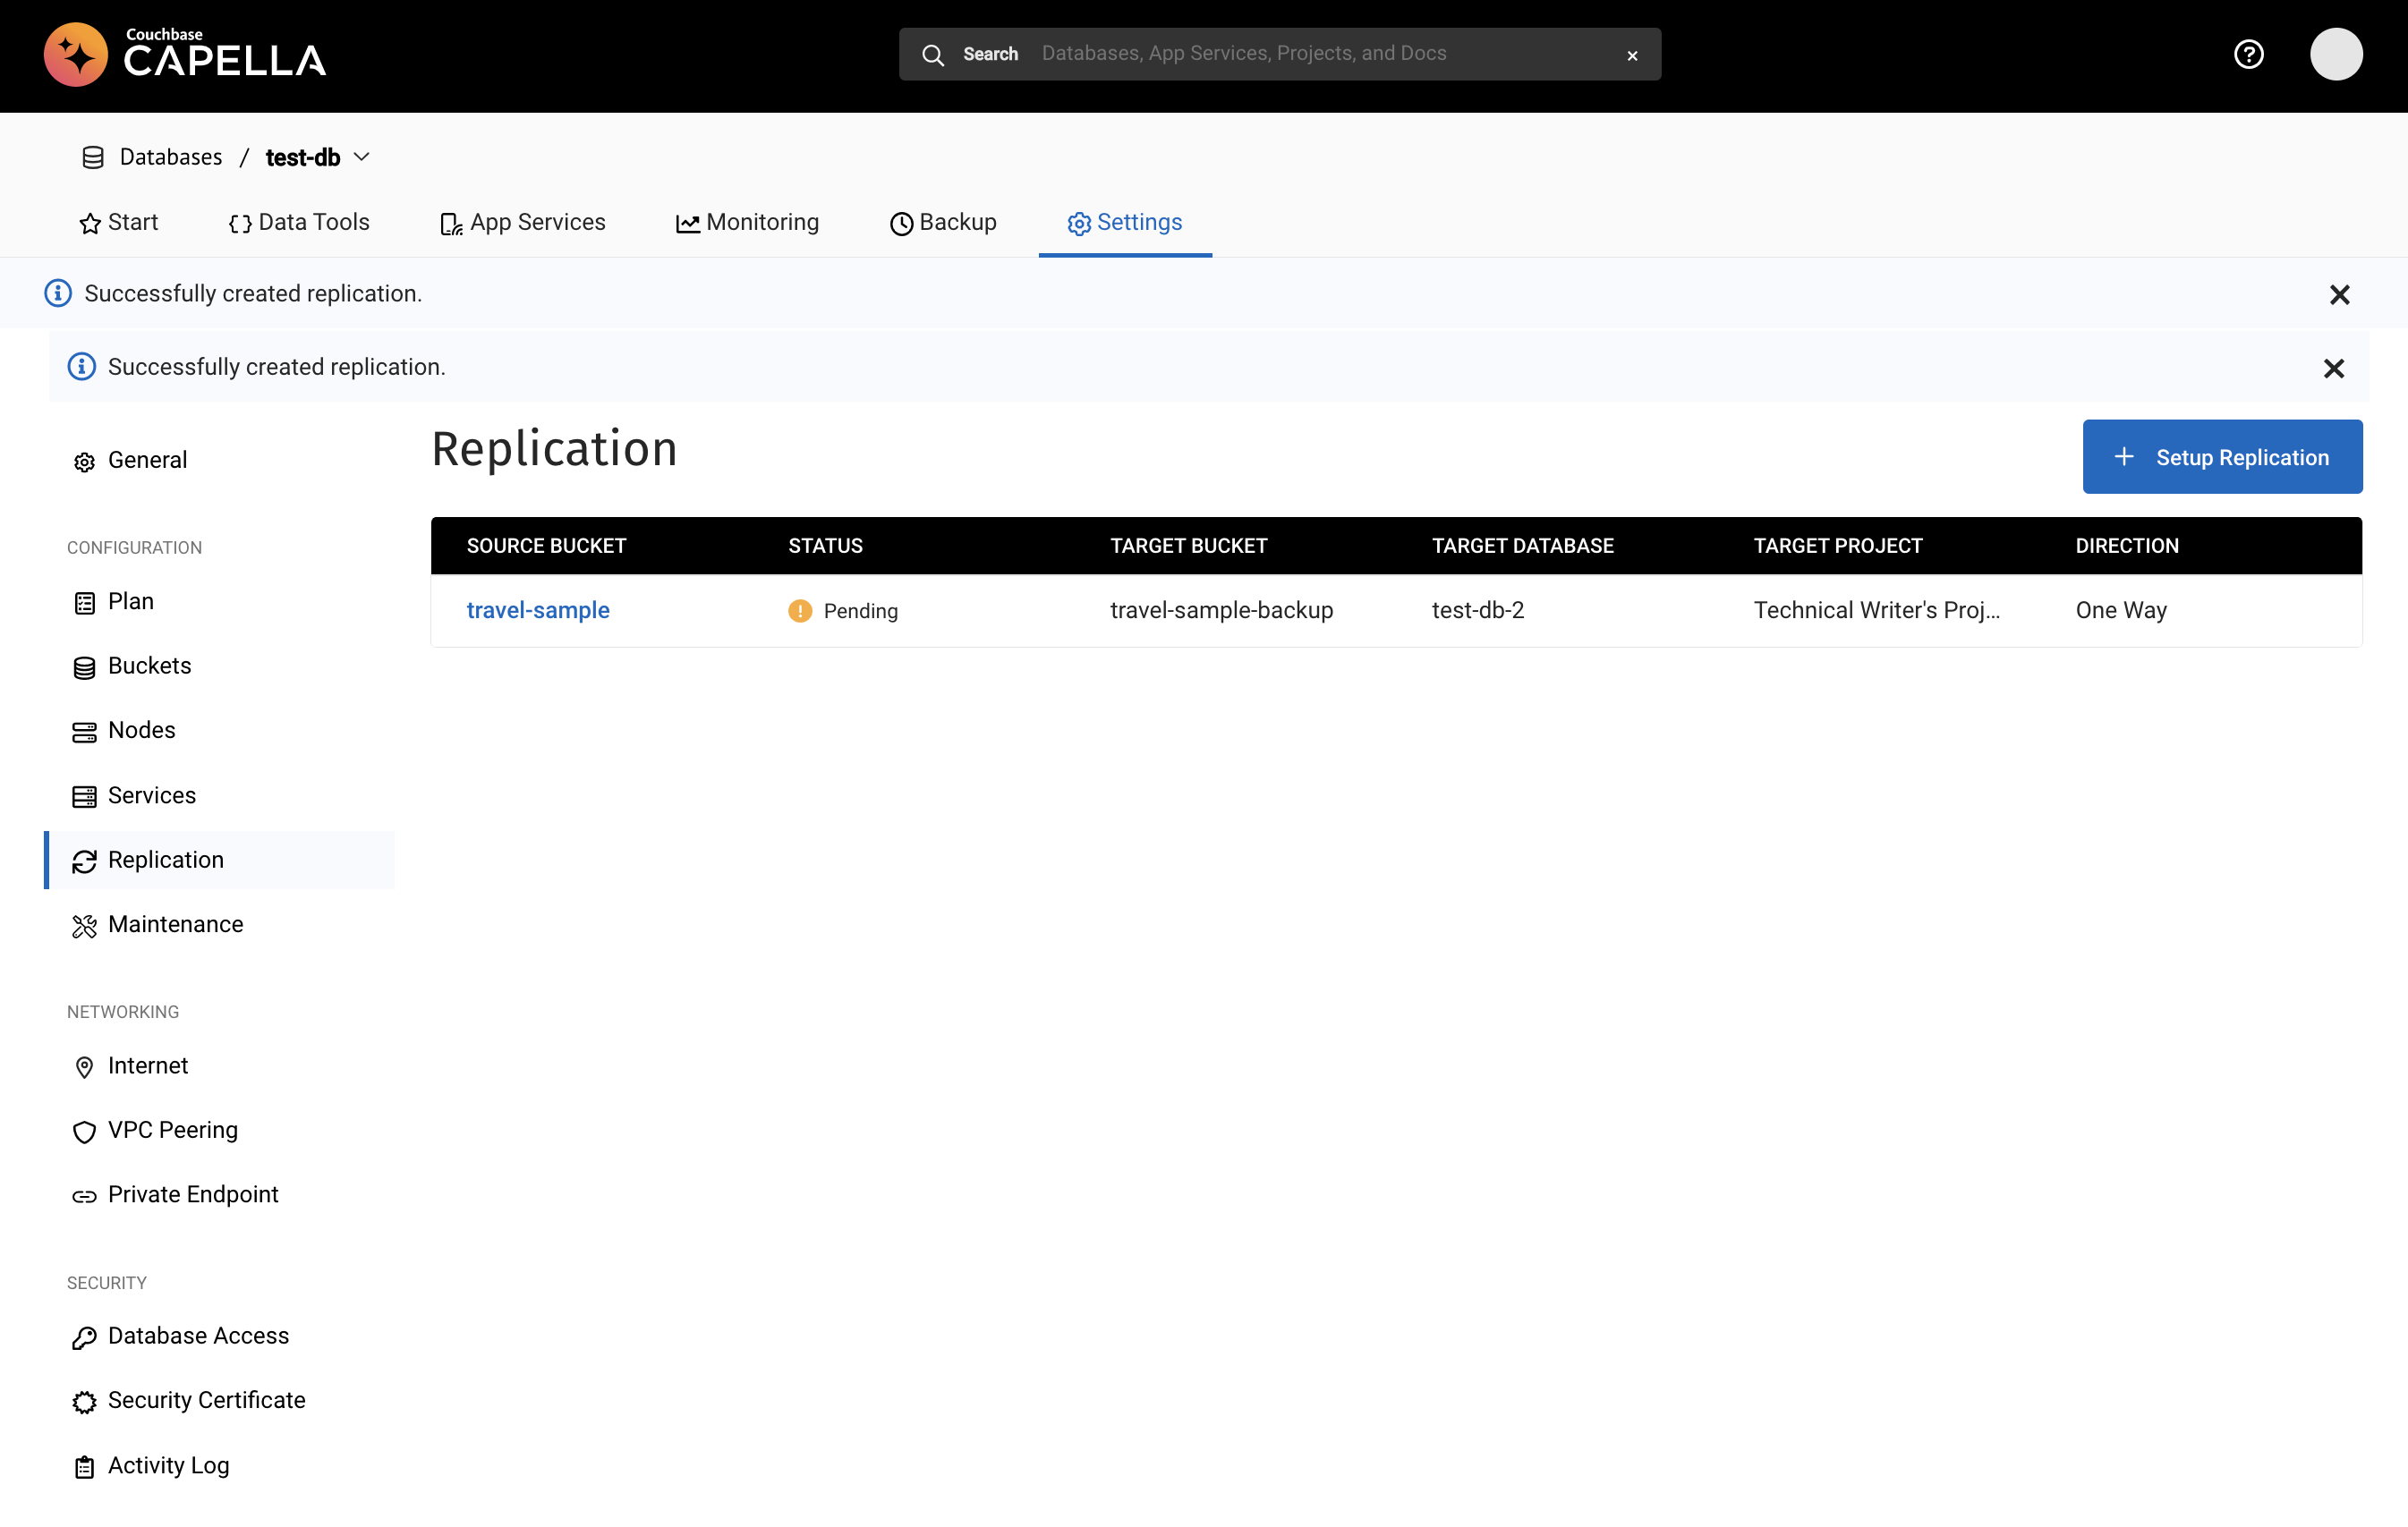 Couchbase
CAPELLA
Search Databases, App Services, Projects, and Docs
Databases / test-db
Start Data Tools App Services Monitoring Backup Settings
Successfully created replication.
Successfully created replication.
General
CONFIGURATION
Plan
Buckets
Nodes
Services
Replication
Maintenance
NETWORKING
Internet
VPC Peering
Private Endpoint
SECURITY
Database Access
Security Certificate
Activity Log
Replication
+ Setup Replication
SOURCE BUCKET STATUS TARGET BUCKET TARGET DATABASE TARGET PROJECT DIRECTION
travel-sample Pending travel-sample-backup test-db-2 Technical Writer's Proj... One Way